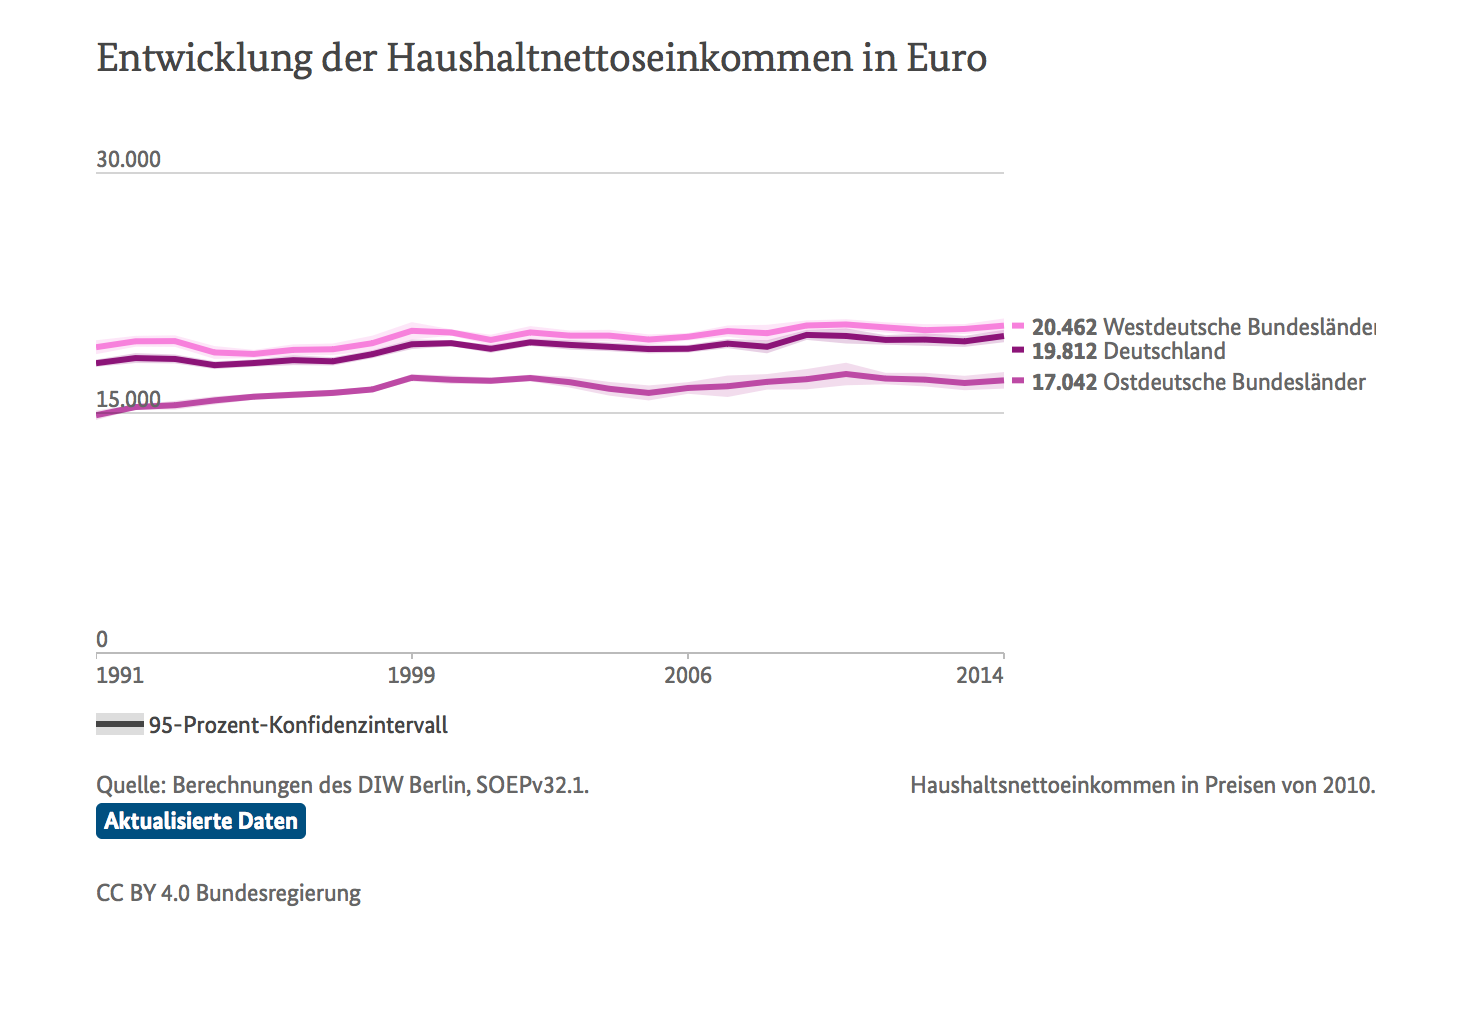 Entwicklung der Haushaltnettoseinkommen in Euro
30.000
20.462 Westdeutsche Bundesländer
19.812 Deutschland
17.042 Ostdeutsche Bundesländer
15.000
0
1991 1999 2006 2014
95-Prozent-Konfidenzintervall
Quelle: Berechnungen des DIW Berlin, SOEPv32.1. Haushaltsnettoeinkommen in Preisen von 2010.
Aktualisierte Daten
CC BY 4.0 Bundesregierung